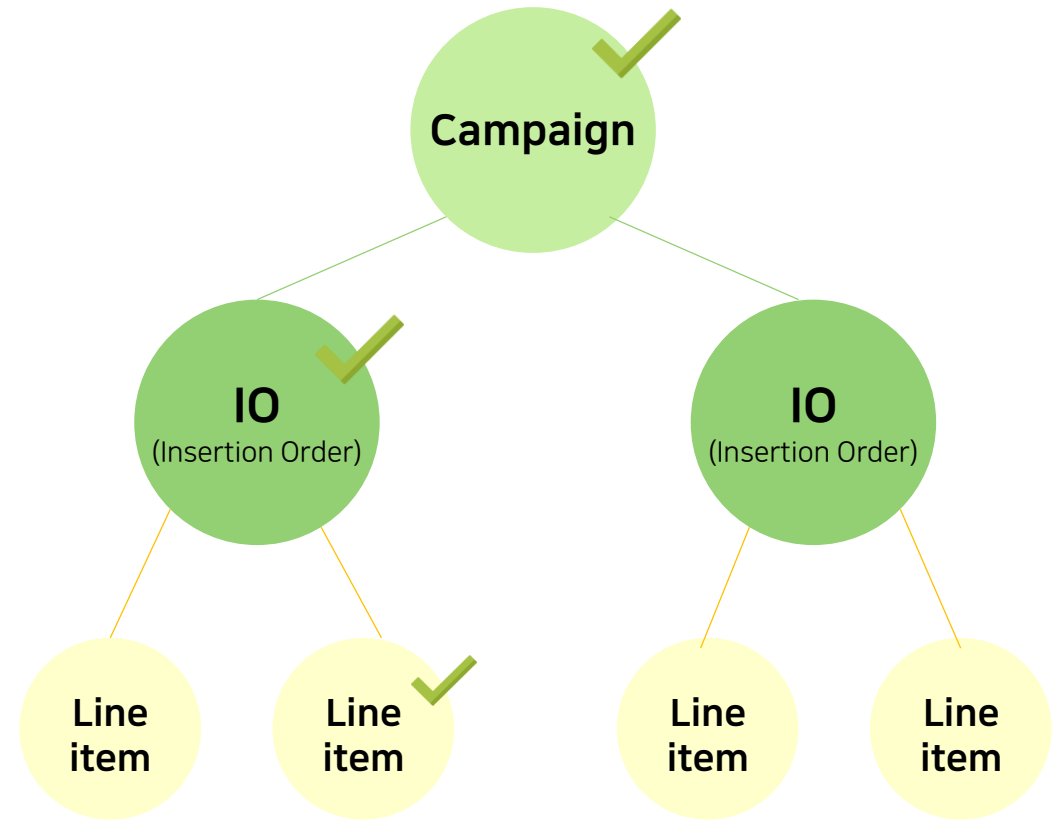 Campaign
IO
(Insertion Order)
IO
(Insertion Order)
Line
item
Line
item
Line
item
Line
item